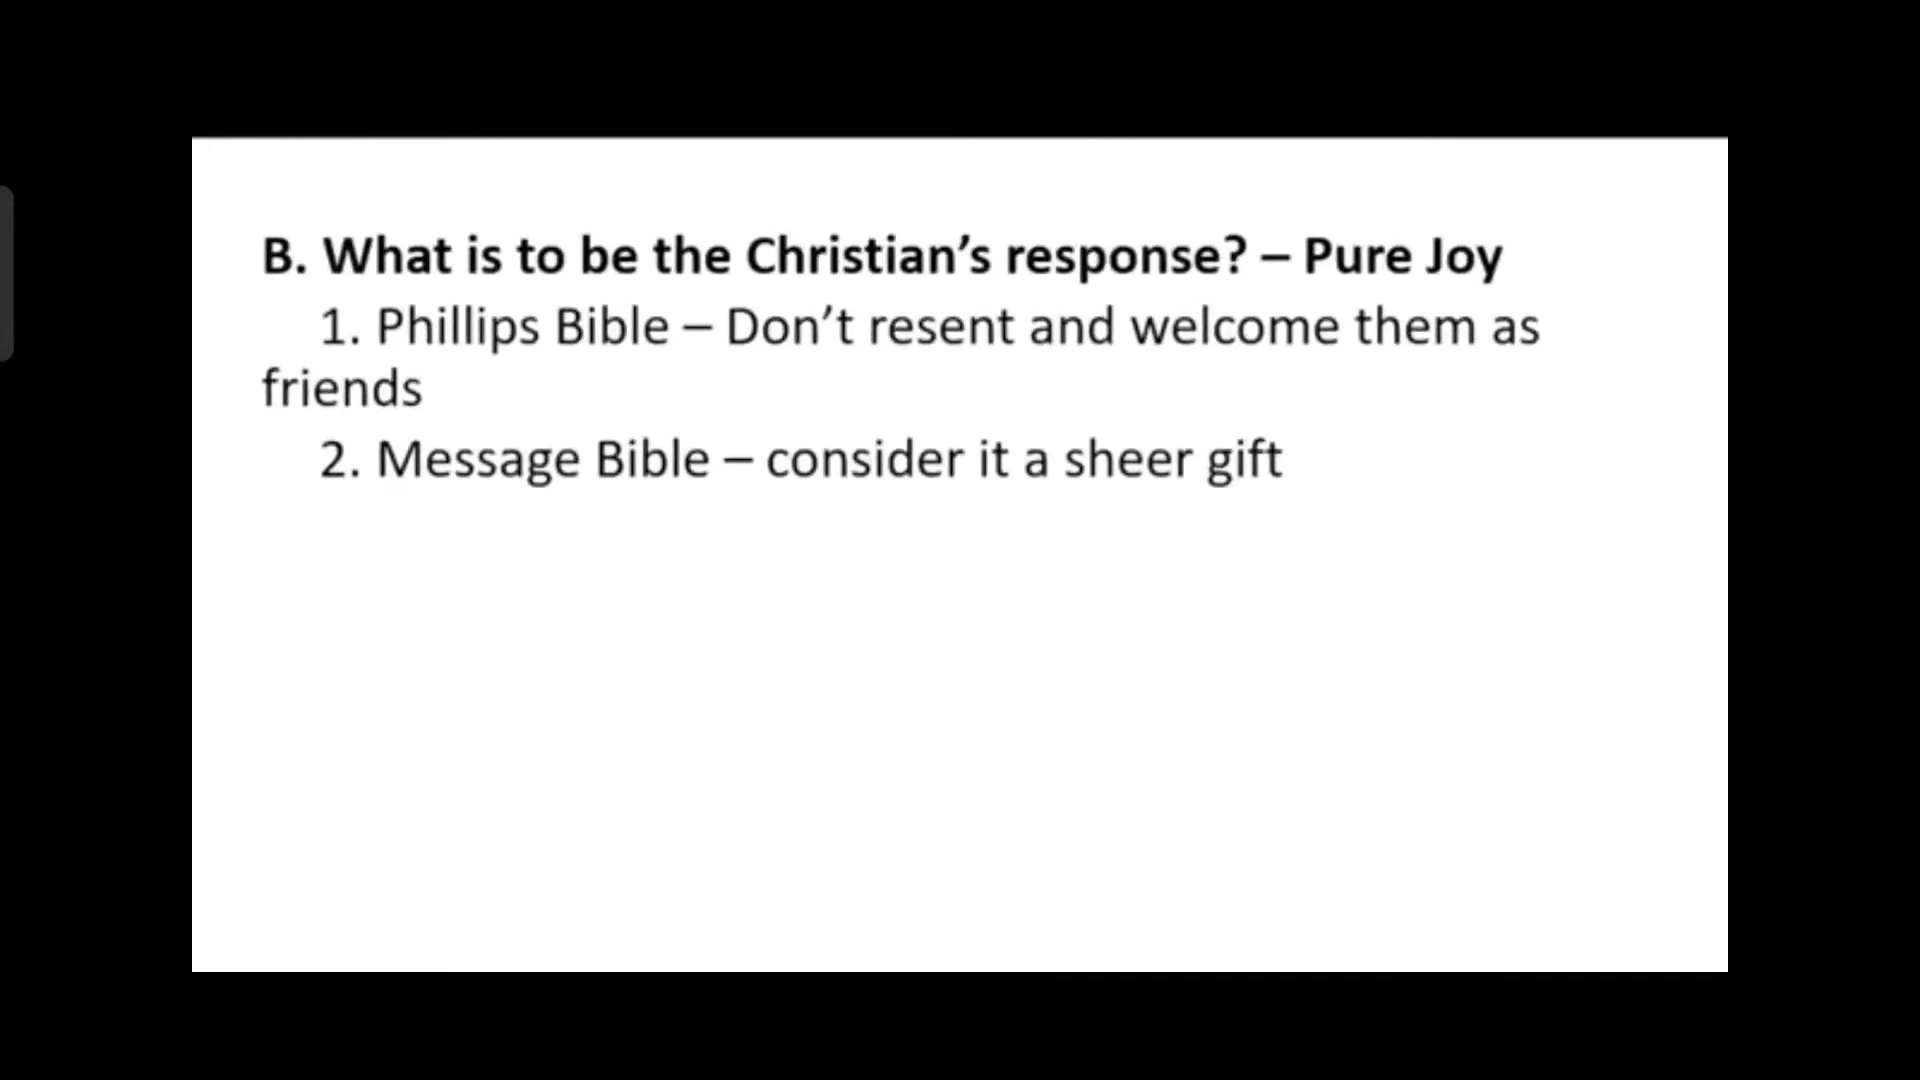 B. What is to be the Christian’s response? – Pure Joy
1. Phillips Bible – Don’t resent and welcome them as
friends
2. Message Bible – consider it a sheer gift